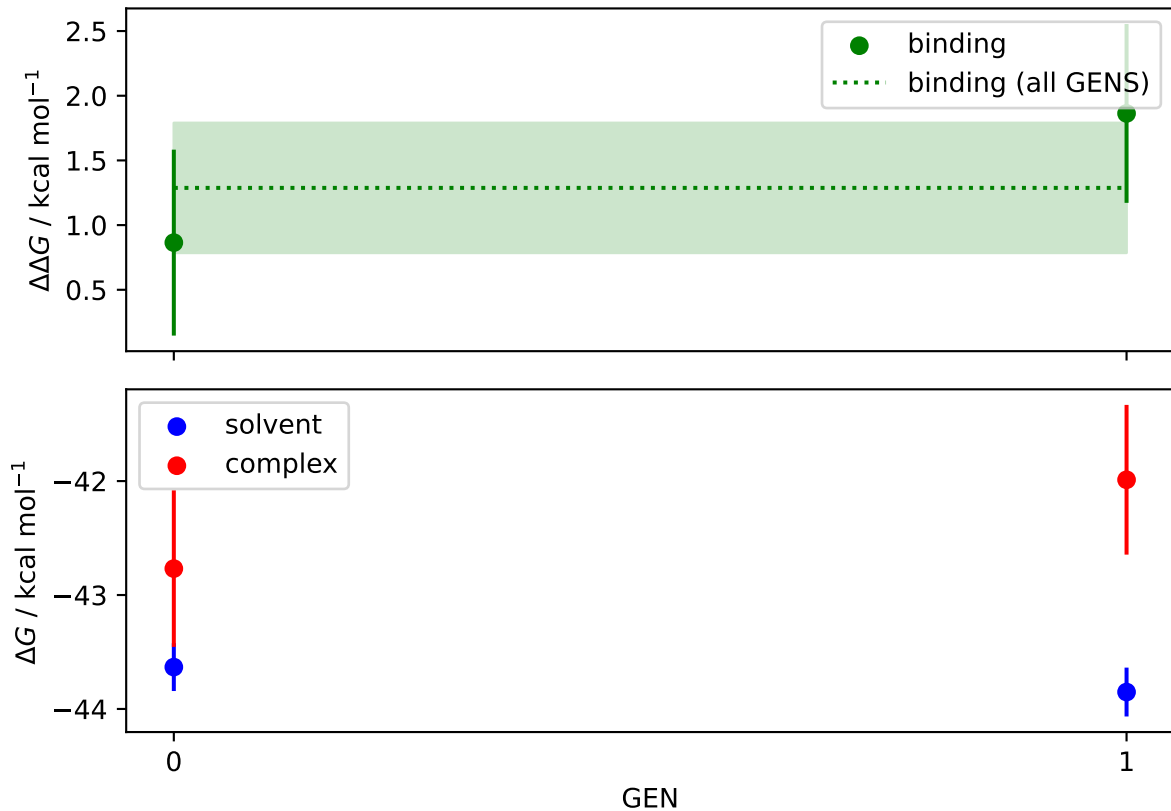 2.5
2.0
1.5
1.0
0.5
ΔΔG / kcal mol⁻¹
binding
binding (all GENS)
−42
−43
−44
ΔG / kcal mol⁻¹
solvent
complex
0 1
GEN